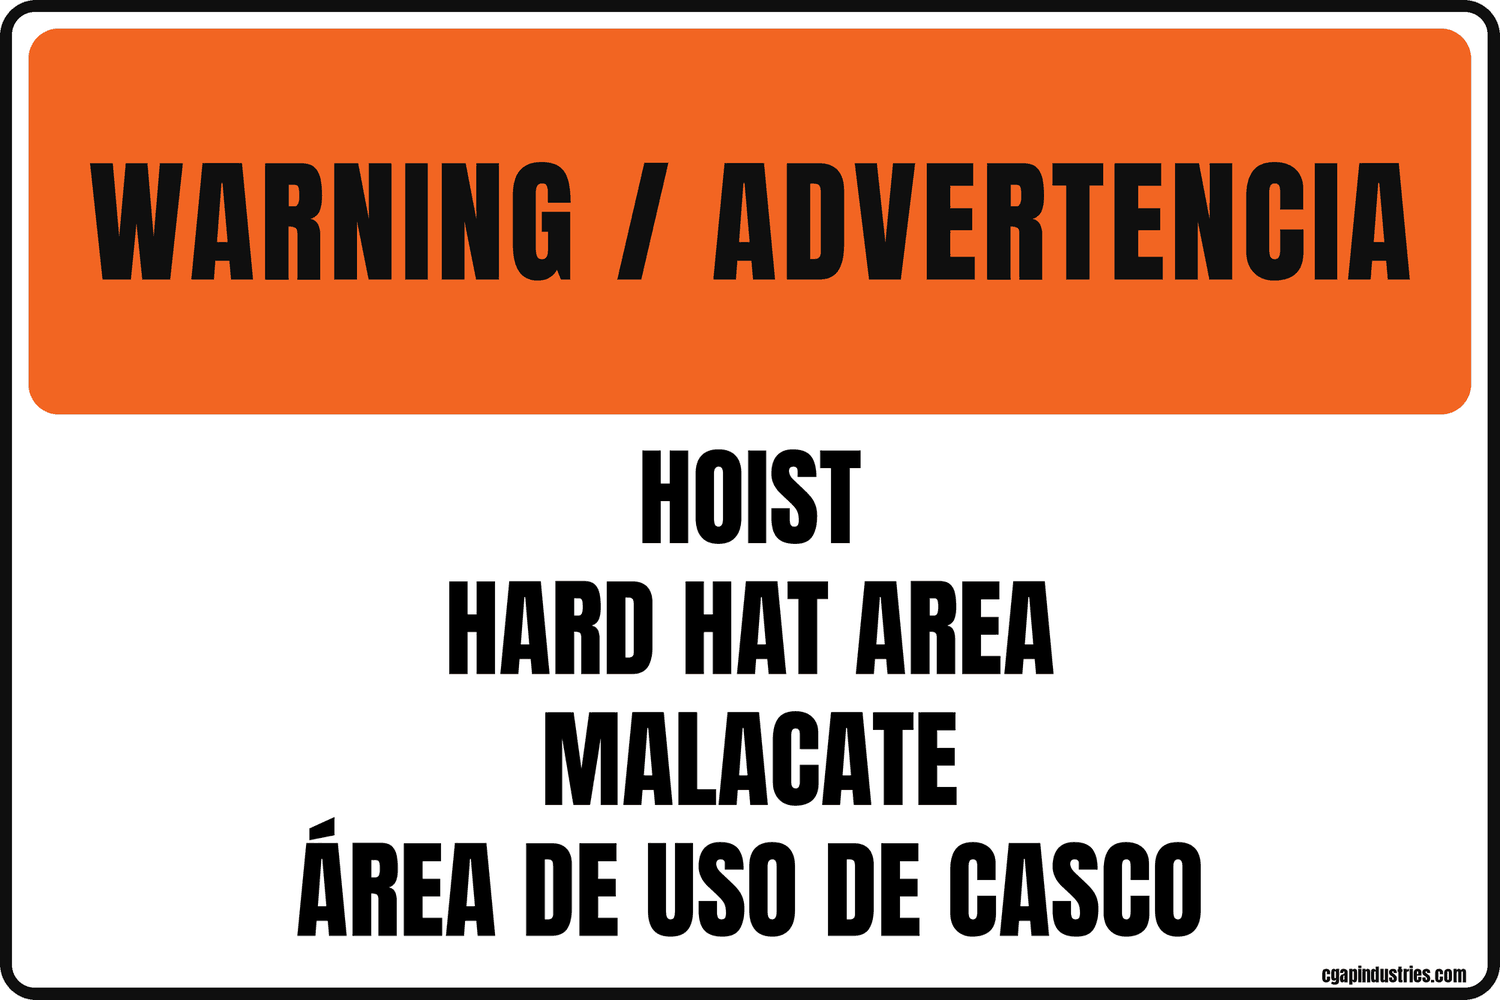 WARNING / ADVERTENCIA
HOIST
HARD HAT AREA
MALACATE
ÁREA DE USO DE CASCO
cgapindustries.com